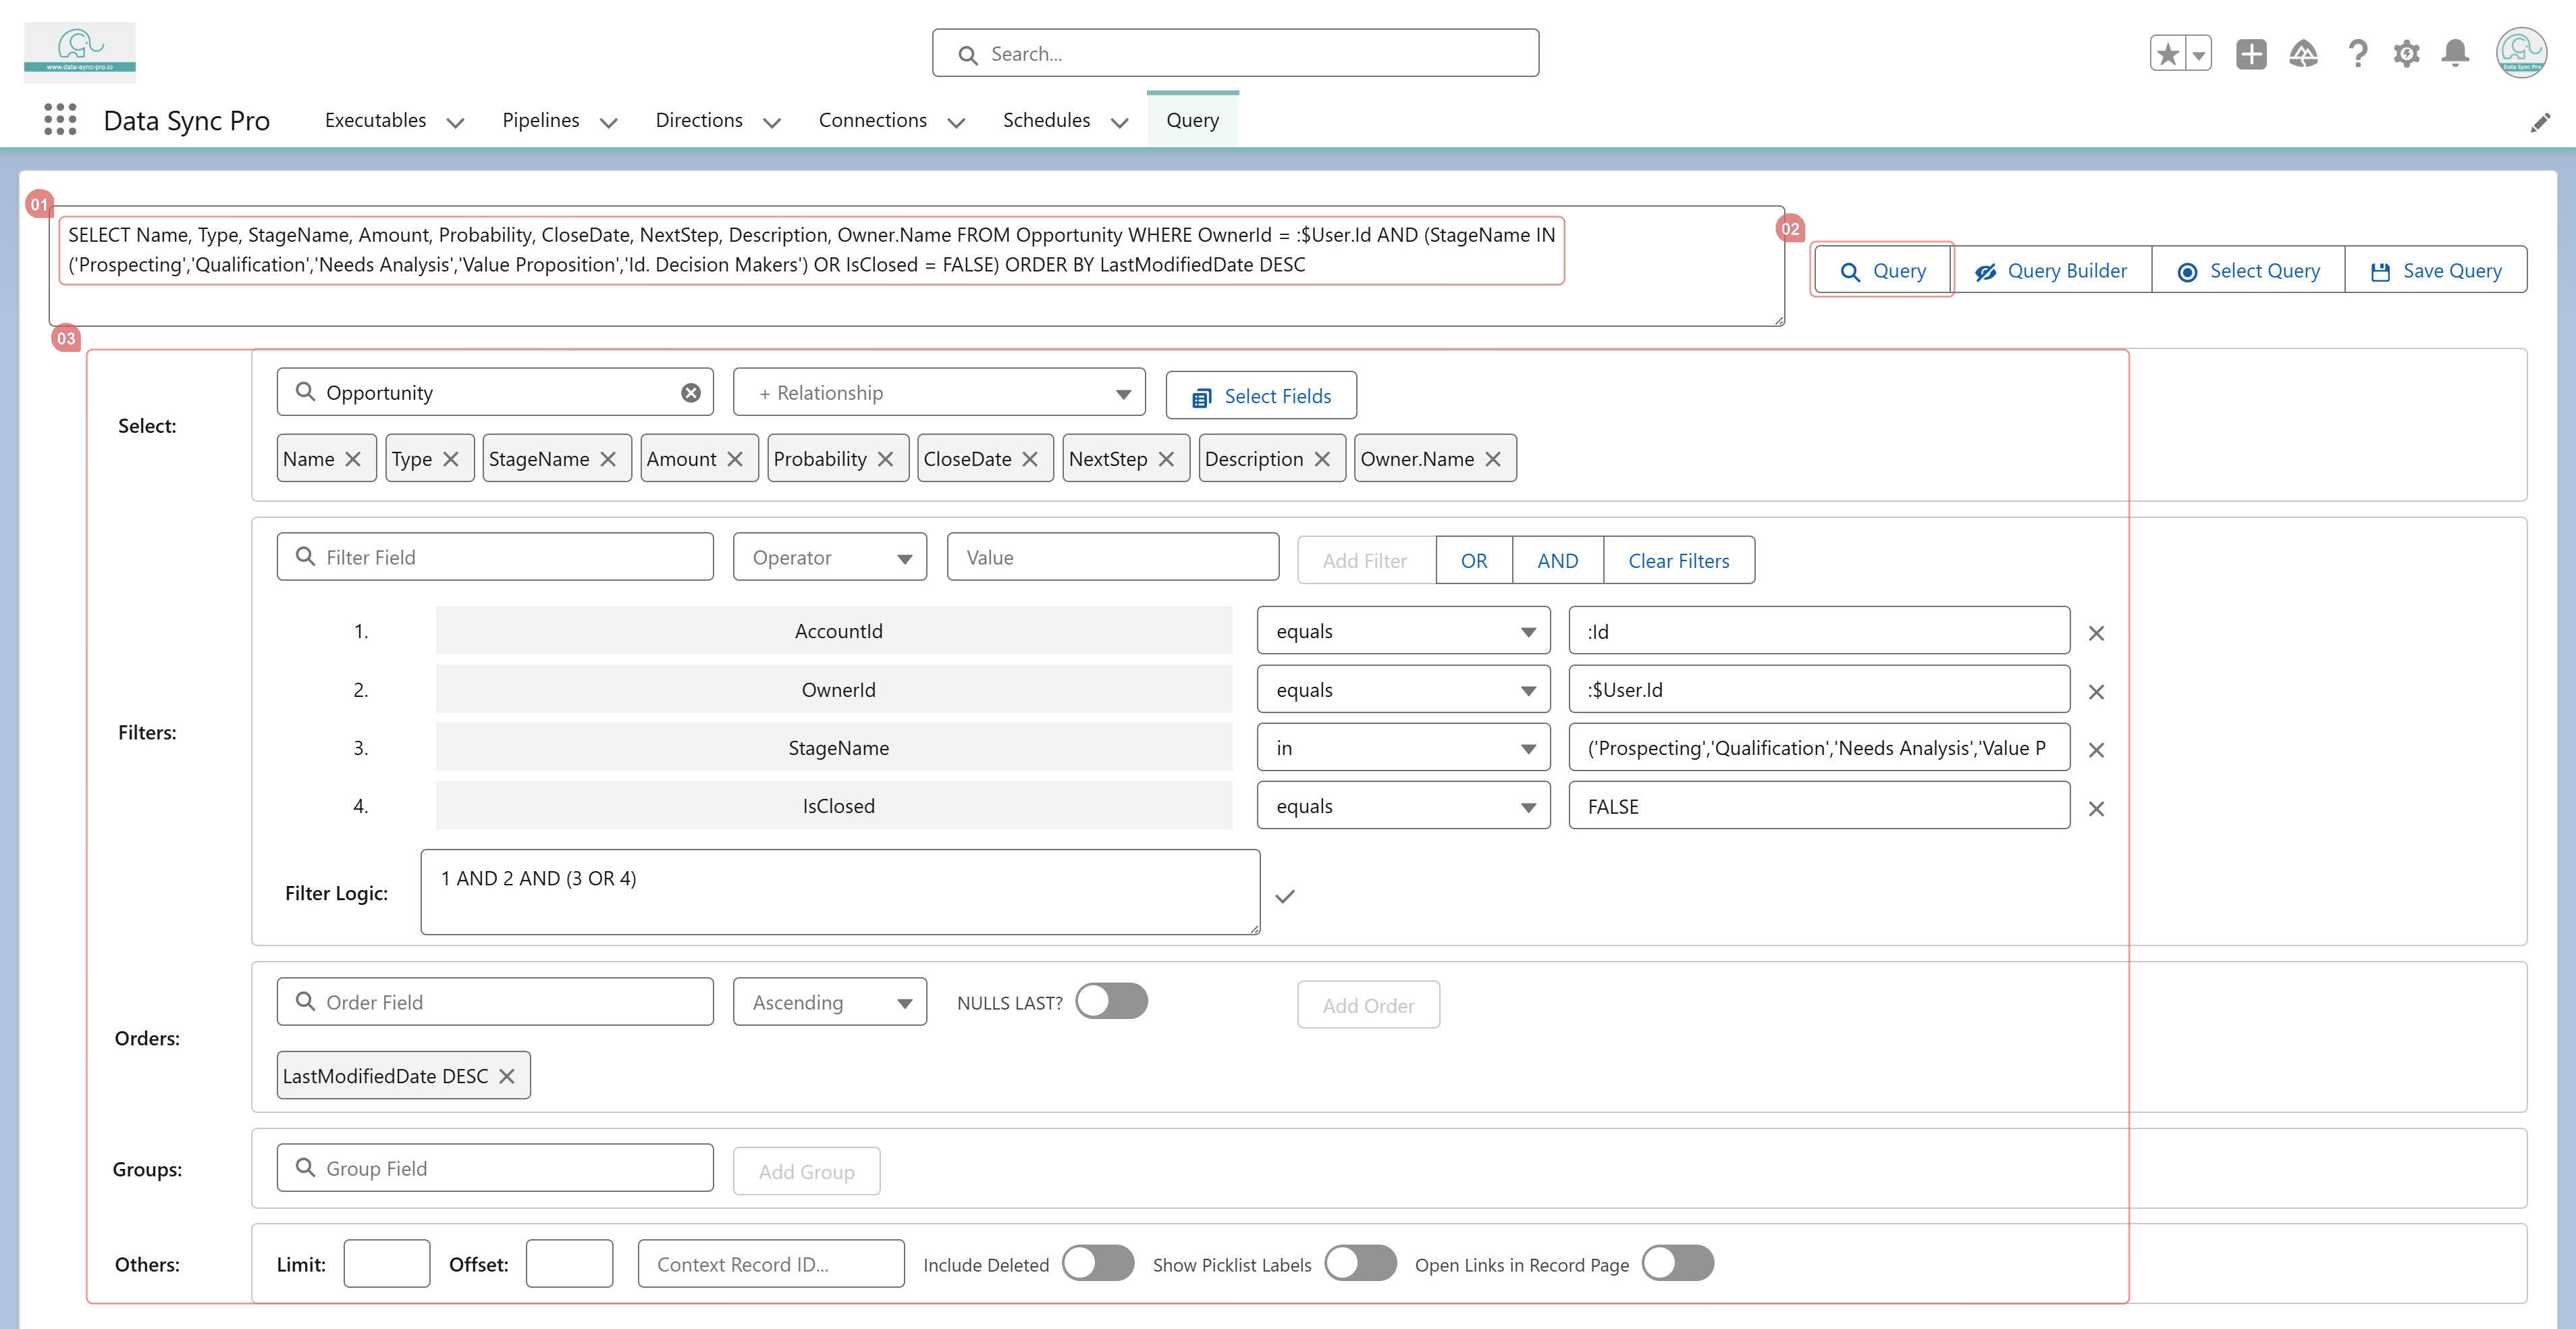 www.data-sync-pro.io
Search...
Data Sync Pro
Executables
Pipelines
Directions
Connections
Schedules
Query
01
SELECT Name, Type, StageName, Amount, Probability, CloseDate, NextStep, Description, Owner.Name FROM Opportunity WHERE OwnerId = :$User.Id AND (StageName IN
('Prospecting','Qualification','Needs Analysis','Value Proposition','Id. Decision Makers') OR IsClosed = FALSE) ORDER BY LastModifiedDate DESC
02
Query
Query Builder
Select Query
Save Query
03
Select:
Opportunity
+ Relationship
Select Fields
Name
Type
StageName
Amount
Probability
CloseDate
NextStep
Description
Owner.Name
Filters:
Filter Field
Operator
Value
Add Filter
OR
AND
Clear Filters
1.
AccountId
equals
:Id
2.
OwnerId
equals
:$User.Id
3.
StageName
in
('Prospecting','Qualification','Needs Analysis','Value P
4.
IsClosed
equals
FALSE
Filter Logic:
1 AND 2 AND (3 OR 4)
Orders:
Order Field
Ascending
NULLS LAST?
Add Order
LastModifiedDate DESC
Groups:
Group Field
Add Group
Others:
Limit:
Offset:
Context Record ID...
Include Deleted
Show Picklist Labels
Open Links in Record Page
Data Sync Pro